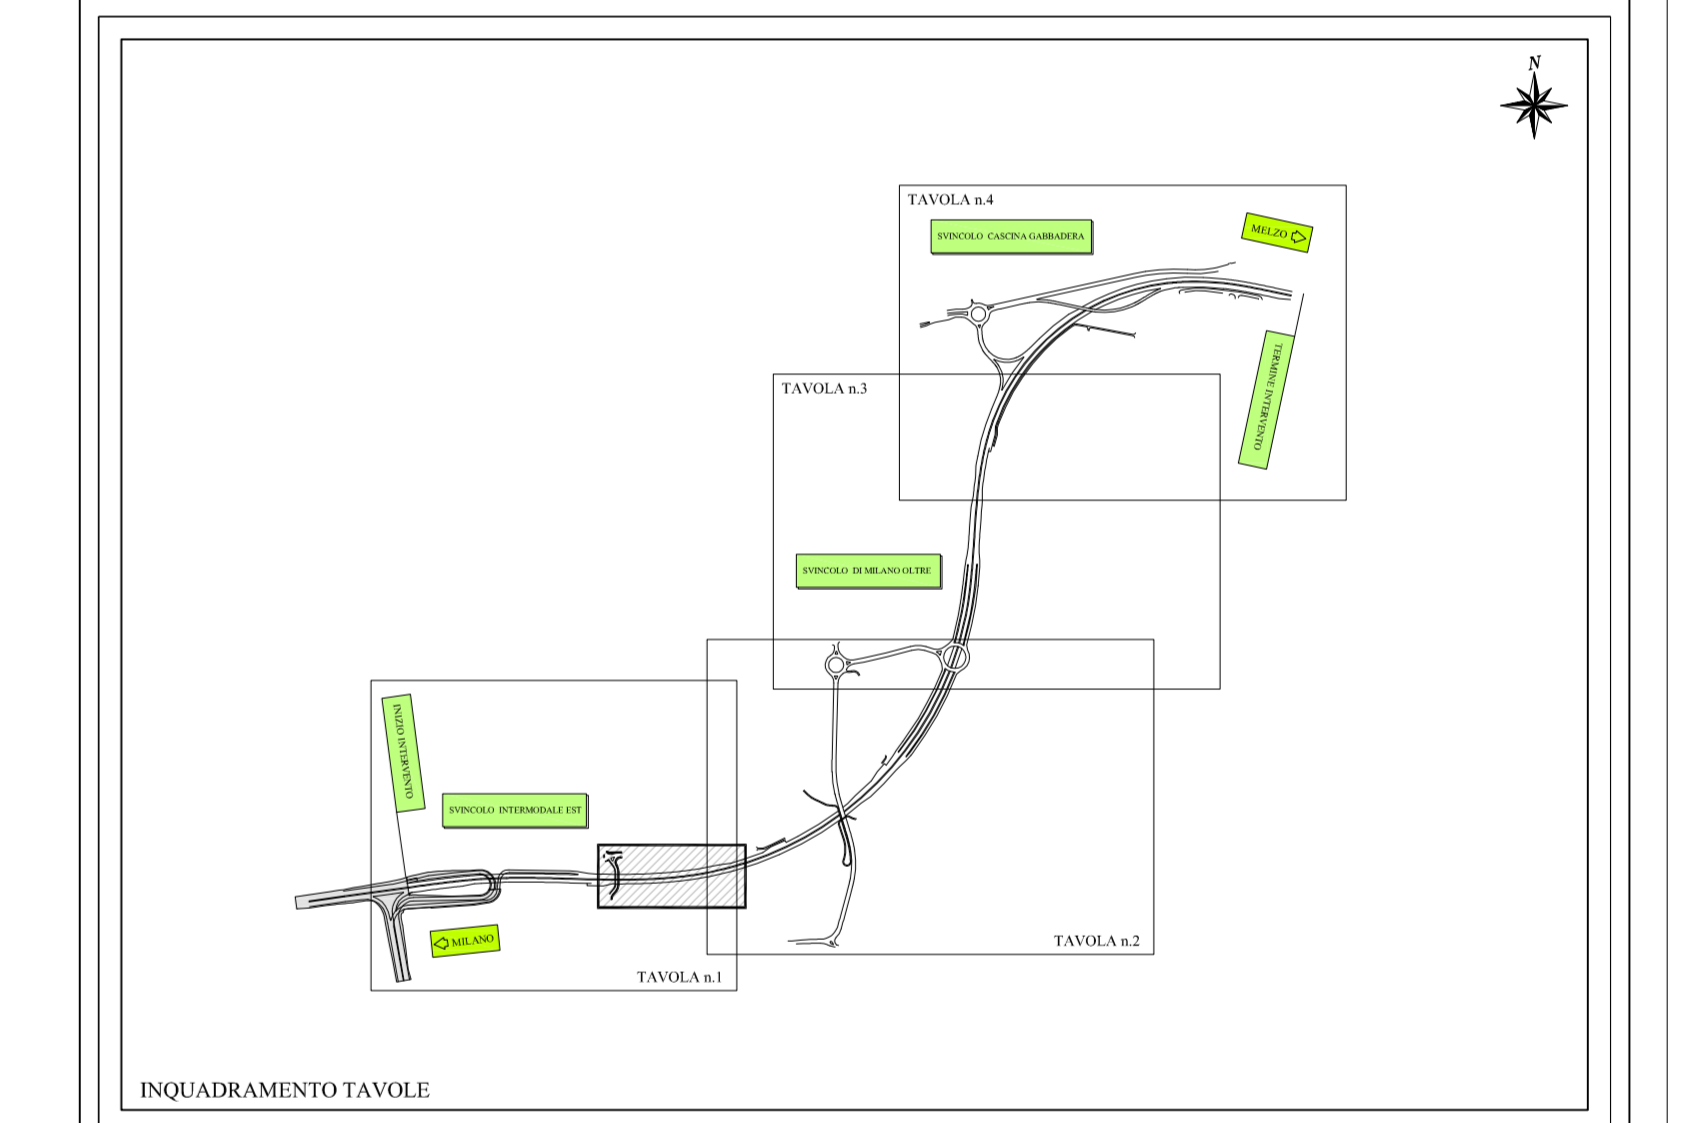 N
TAVOLA n.4
SVINCOLO CASCINA GABBADERA
MELZO
TERMINE INTERVENTO
TAVOLA n.3
SVINCOLO DI MILANO OLTRE
INIZIO INTERVENTO
SVINCOLO INTERMODALE EST
MILANO
TAVOLA n.2
TAVOLA n.1
INQUADRAMENTO TAVOLE